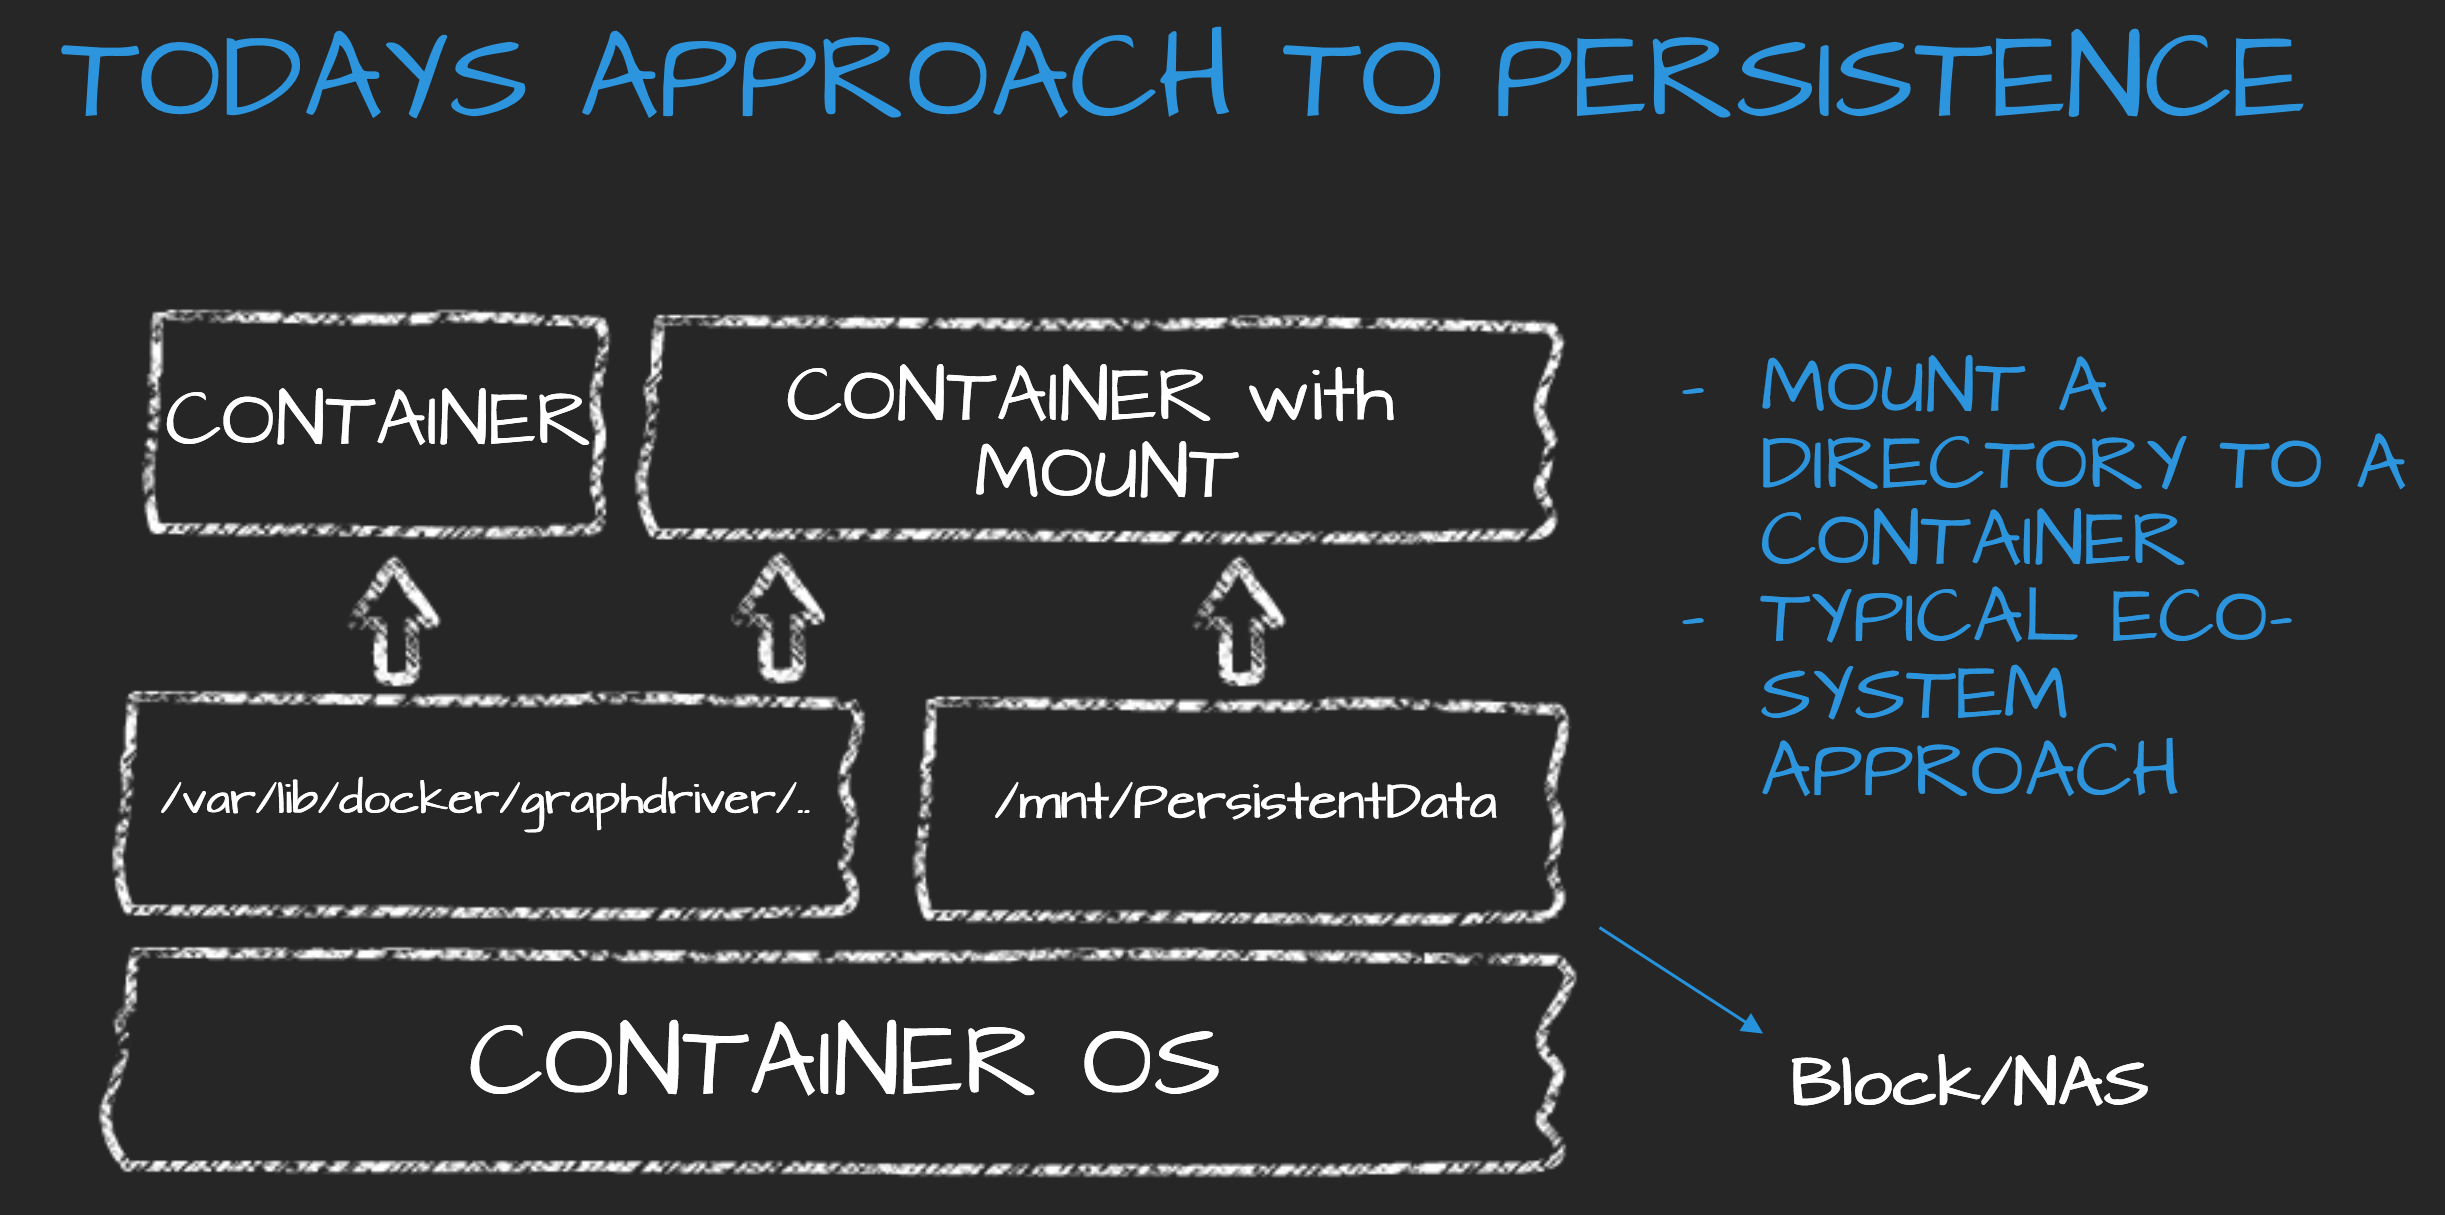 TODAYS APPROACH TO PERSISTENCE
CONTAINER
CONTAINER with
MOUNT
- MOUNT A
DIRECTORY TO A
CONTAINER
- TYPICAL ECO-
SYSTEM
APPROACH
/var/lib/docker/graphdriver/..
/mnt/PersistentData
CONTAINER OS
Block/NAS